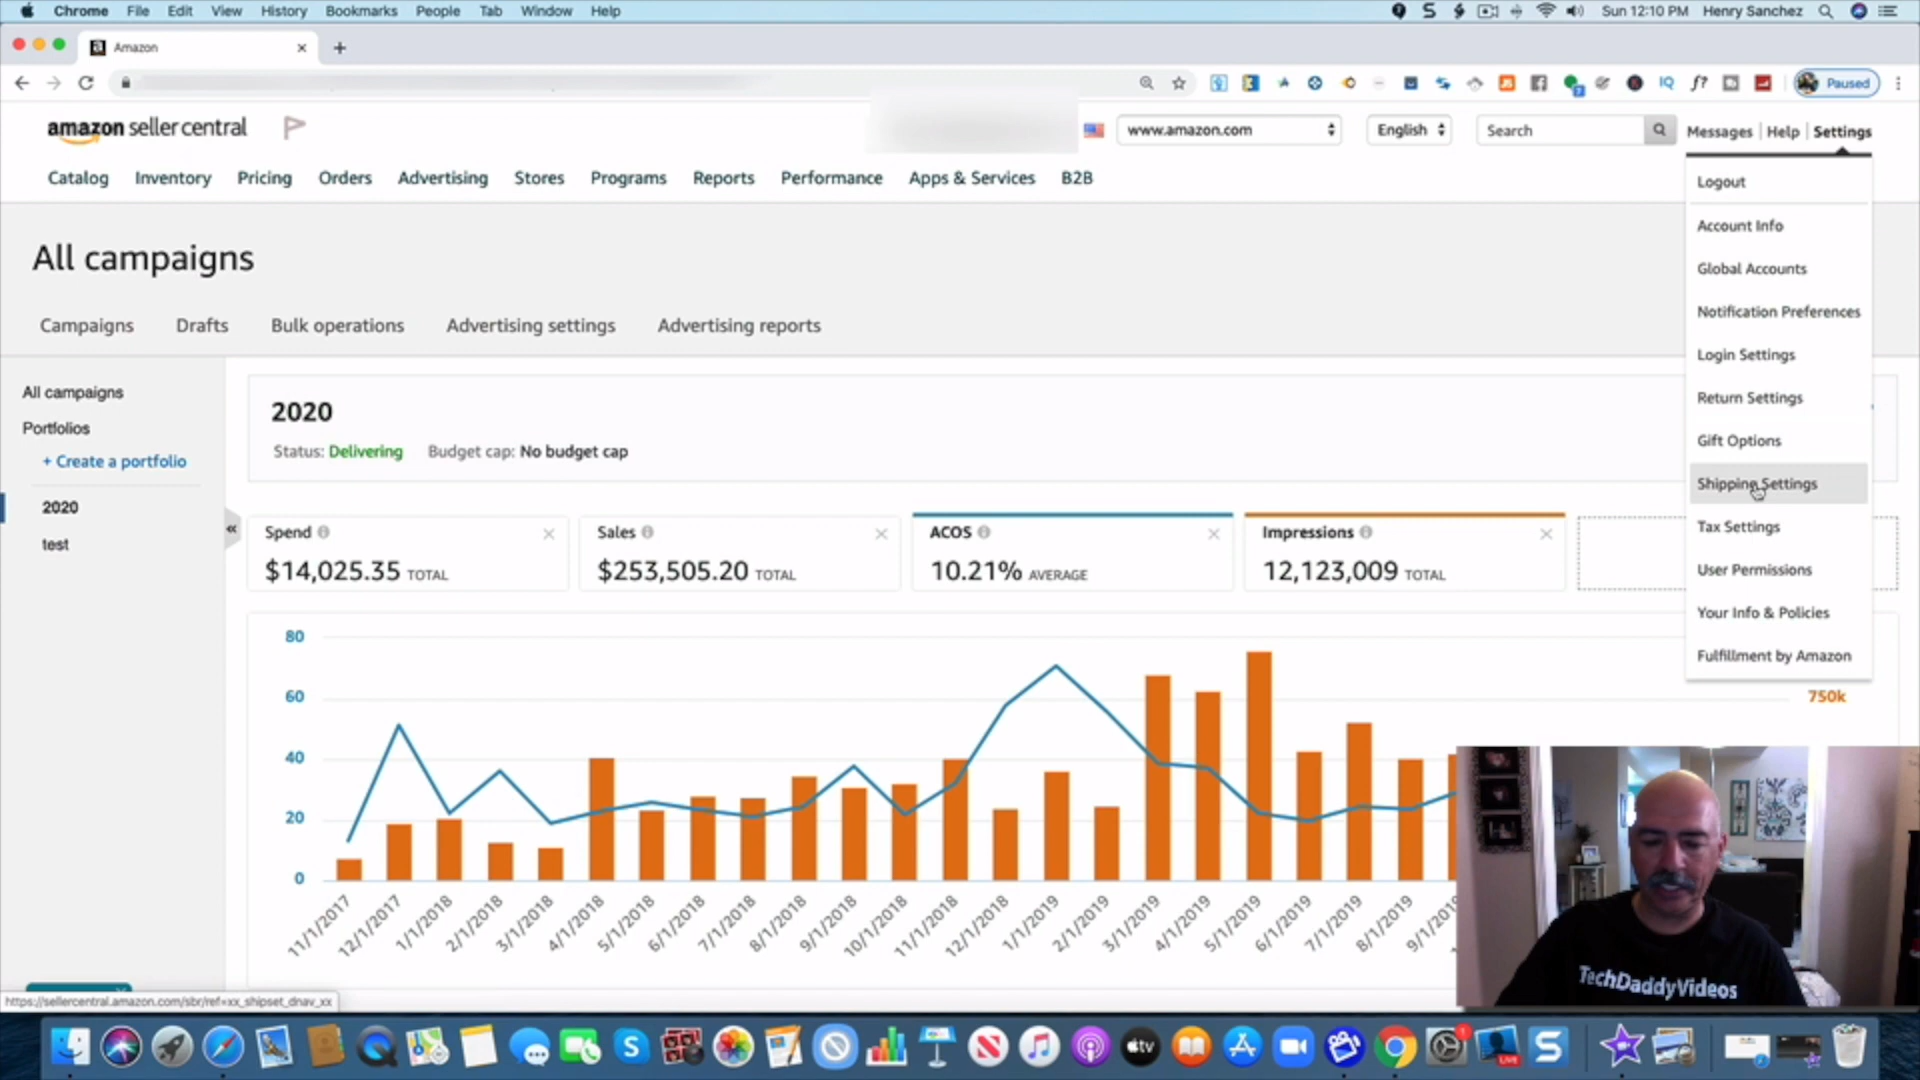 Chrome File Edit View History Bookmarks People Tab Window Help
Sun 12:10 PM Henry Sanchez
Amazon
Paused
amazon seller central
www.amazon.com
English
Search
Messages Help Settings
Catalog Inventory Pricing Orders Advertising Stores Programs Reports Performance Apps & Services B2B
Logout
Account Info
Global Accounts
Notification Preferences
Login Settings
Return Settings
Gift Options
Shipping Settings
Tax Settings
User Permissions
Your Info & Policies
Fulfillment by Amazon
All campaigns
Campaigns Drafts Bulk operations Advertising settings Advertising reports
All campaigns
Portfolios
+ Create a portfolio
2020
test
2020
Status: Delivering Budget cap: No budget cap
Spend Sales ACOS Impressions
$14,025.35 TOTAL $253,505.20 TOTAL 10.21% AVERAGE 12,123,009 TOTAL
80
60
40
20
0
750k
11/1/2017 12/1/2017 1/1/2018 2/1/2018 3/1/2018 4/1/2018 5/1/2018 6/1/2018 7/1/2018 8/1/2018 9/1/2018 10/1/2018 11/1/2018 12/1/2018 1/1/2019 2/1/2019 3/1/2019 4/1/2019 5/1/2019 6/1/2019 7/1/2019 8/1/2019
TechDaddyVideos
https://sellercentral.amazon.com/sbr/ref=xx_shipset_dnav_xx
tv
LIVE